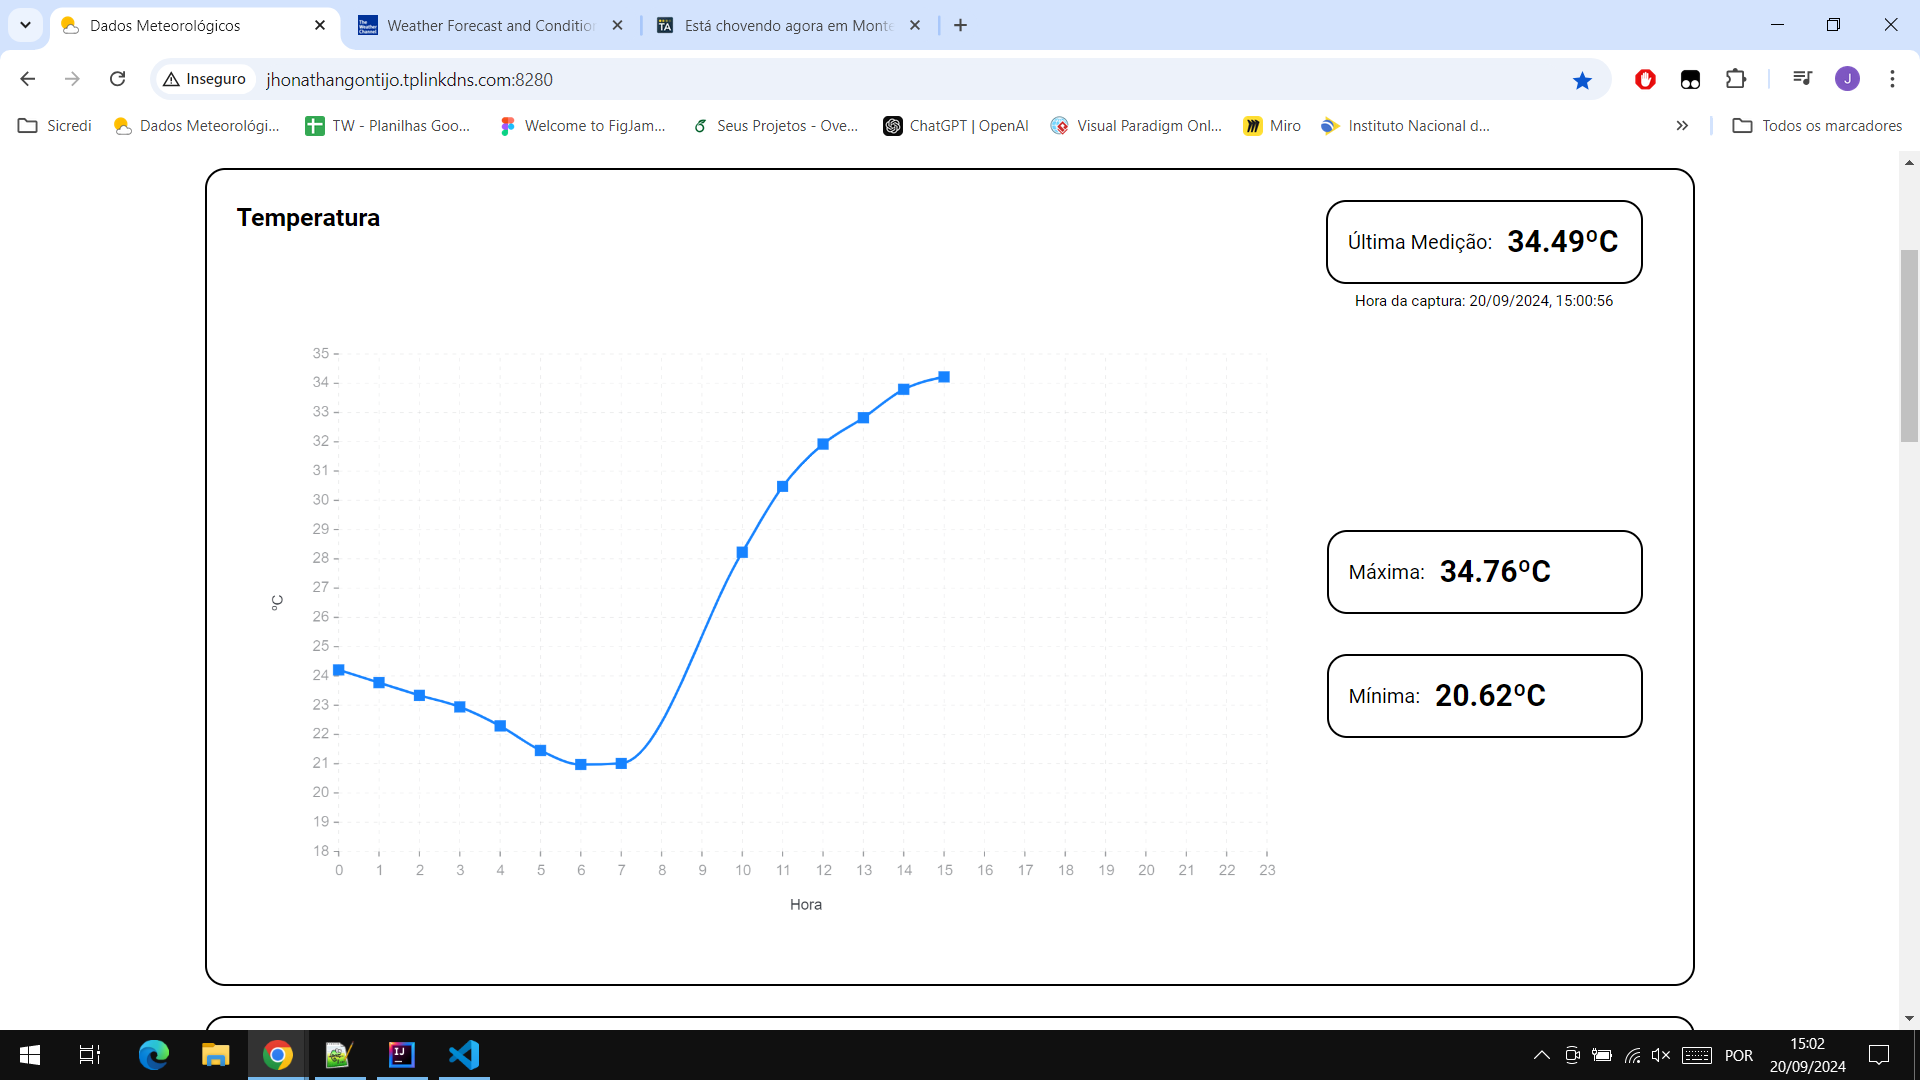 Dados Meteorológicos
Weather Forecast and Conditio
Está chovendo agora em Monte
Inseguro
jhonathangontijo.tplinkdns.com:8280
J
Sicredi
Dados Meteorológi...
TW - Planilhas Goo...
Welcome to FigJam...
Seus Projetos - Ove...
ChatGPT | OpenAI
Visual Paradigm Onl...
Miro
Instituto Nacional d...
Todos os marcadores
Temperatura
Última Medição: 34.49ºC
Hora da captura: 20/09/2024, 15:00:56
35
34
33
32
31
30
29
28
27
26
25
24
23
22
21
20
19
18
ºC
0 1 2 3 4 5 6 7 8 9 10 11 12 13 14 15 16 17 18 19 20 21 22 23
Hora
Máxima: 34.76ºC
Mínima: 20.62ºC
POR
15:02
20/09/2024